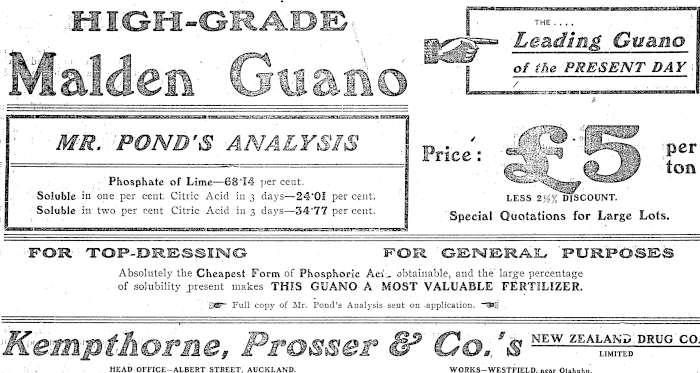 HIGH-GRADE
Malden Guano
THE ....
Leading Guano
of the PRESENT DAY
MR. POND'S ANALYSIS
Phosphate of Lime—68·14 per cent.
Soluble in one per cent. Citric Acid in 3 days—24·01 per cent.
Soluble in two per cent Citric Acid in 3 days—34·77 per cent.
Price: £5 per ton
LESS 2½% DISCOUNT.
Special Quotations for Large Lots.
FOR TOP-DRESSING FOR GENERAL PURPOSES
Absolutely the Cheapest Form of Phosphoric Aci_ obtainable, and the large percentage
of solubility present makes THIS GUANO A MOST VALUABLE FERTILIZER.
Full copy of Mr. Pond's Analysis sent on application.
Kempthorne, Prosser & Co.'s NEW ZEALAND DRUG CO.
LIMITED
HEAD OFFICE—ALBERT STREET, AUCKLAND. WORKS—WESTFIELD, near Otahuhu.